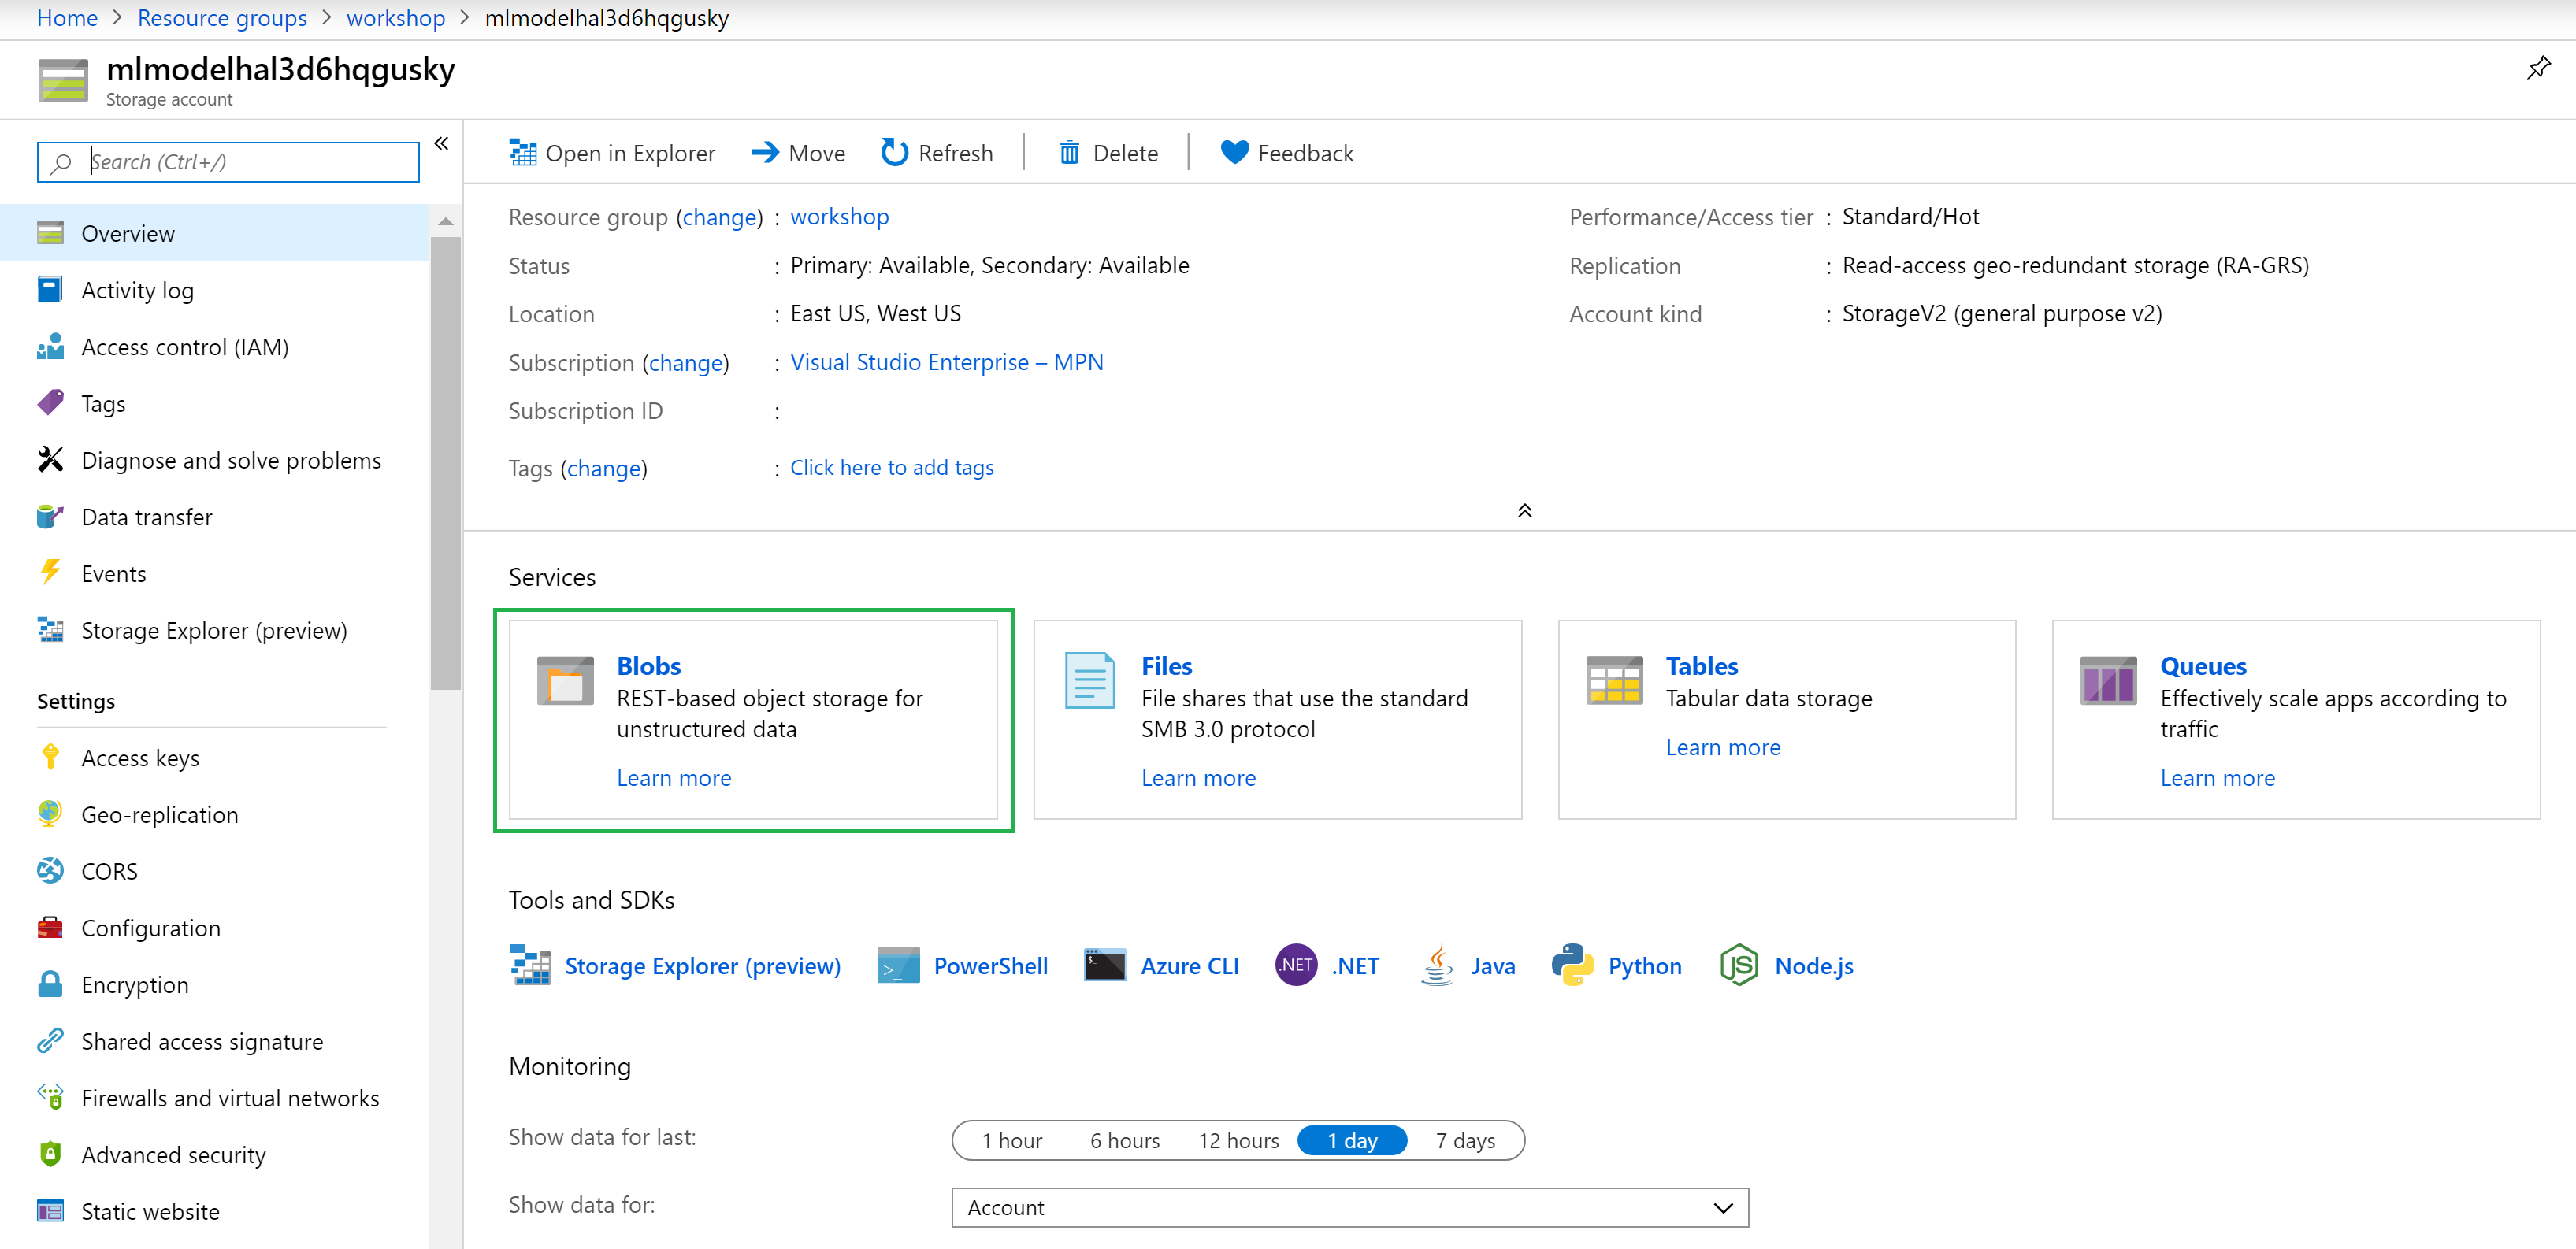 Home > Resource groups > workshop > mlmodelhal3d6hqgusky
mlmodelhal3d6hqgusky
Storage account
Search (Ctrl+/)
Overview
Activity log
Access control (IAM)
Tags
Diagnose and solve problems
Data transfer
Events
Storage Explorer (preview)
Settings
Access keys
Geo-replication
CORS
Configuration
Encryption
Shared access signature
Firewalls and virtual networks
Advanced security
Static website
Open in Explorer Move Refresh Delete Feedback
Resource group (change) : workshop
Status : Primary: Available, Secondary: Available
Location : East US, West US
Subscription (change) : Visual Studio Enterprise – MPN
Subscription ID :
Tags (change) : Click here to add tags
Performance/Access tier : Standard/Hot
Replication : Read-access geo-redundant storage (RA-GRS)
Account kind : StorageV2 (general purpose v2)
Services
Blobs
REST-based object storage for
unstructured data
Learn more
Files
File shares that use the standard
SMB 3.0 protocol
Learn more
Tables
Tabular data storage
Learn more
Queues
Effectively scale apps according to
traffic
Learn more
Tools and SDKs
Storage Explorer (preview) PowerShell Azure CLI .NET .NET Java Python JS Node.js
Monitoring
Show data for last: 1 hour 6 hours 12 hours 1 day 7 days
Show data for: Account